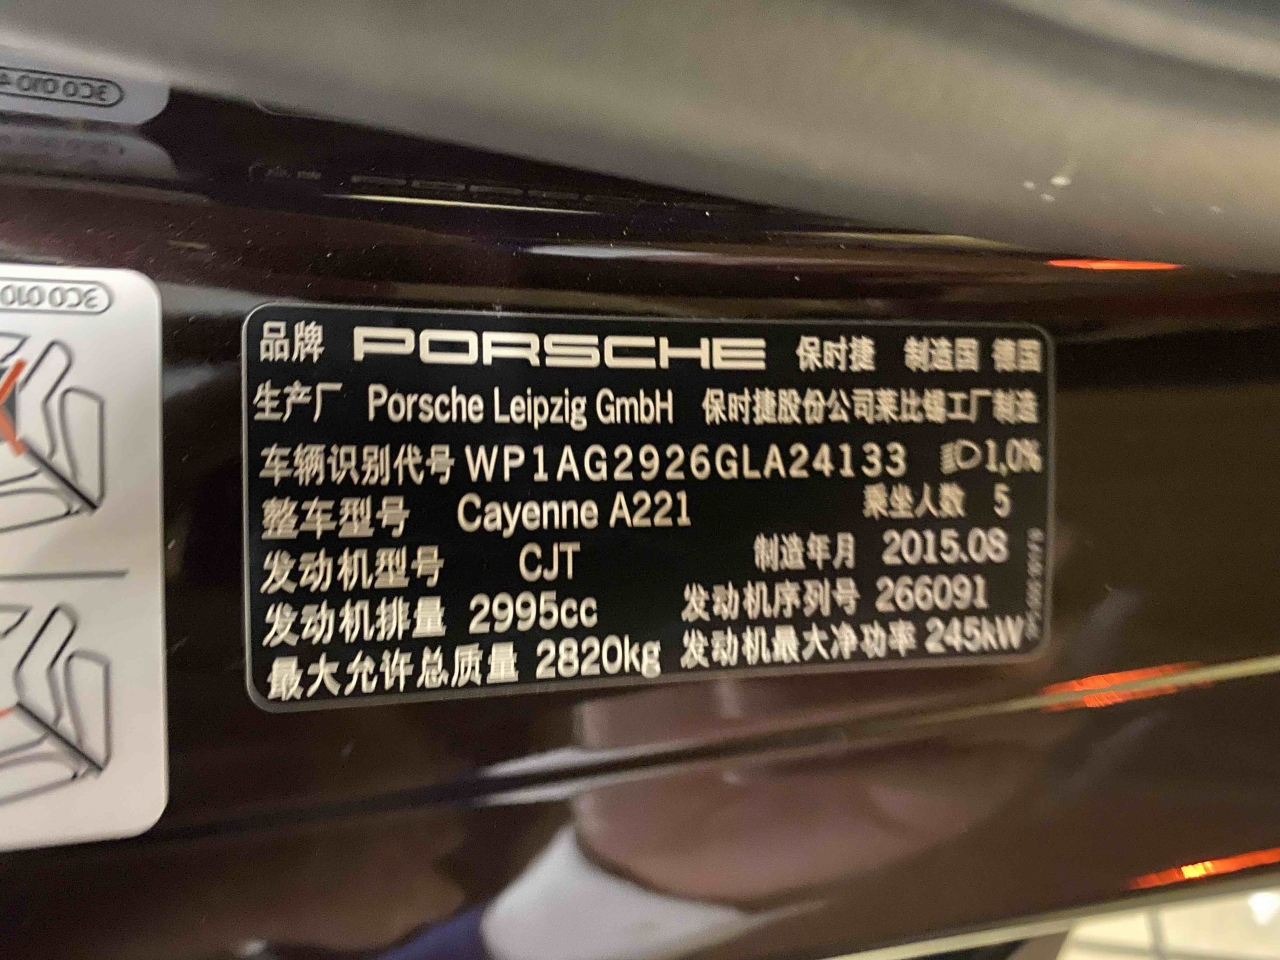 3C0 010
品牌 PORSCHE 保时捷 制造国 德国
生产厂 Porsche Leipzig GmbH 保时捷股份公司莱比锡工厂制造
车辆识别代号 WP1AG2926GLA24133 1,0%
整车型号 Cayenne A221 乘坐人数 5
发动机型号 CJT 制造年月 2015.08
发动机排量 2995cc 发动机序列号 266091
最大允许总质量 2820kg 发动机最大净功率 245kW
3C0 010